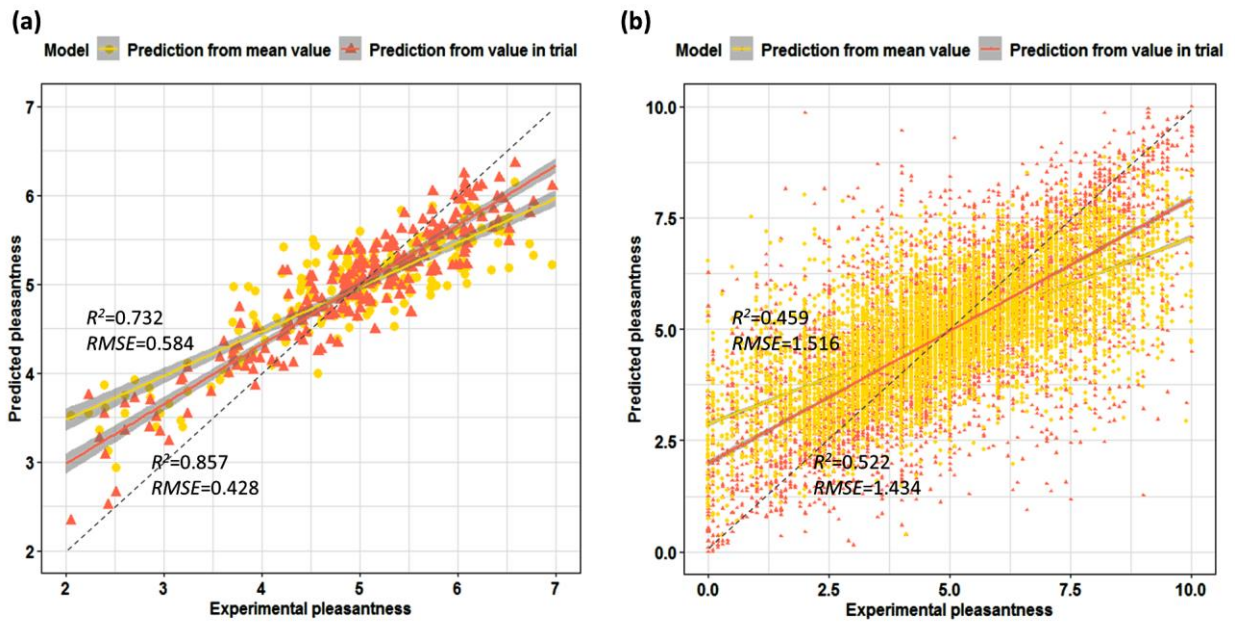 (a)
Model Prediction from mean value Prediction from value in trial
7
6
5
4
3
2
Predicted pleasantness
R²=0.732
RMSE=0.584
R²=0.857
RMSE=0.428
2 3 4 5 6 7
Experimental pleasantness
(b)
Model Prediction from mean value Prediction from value in trial
10.0
7.5
5.0
2.5
0.0
Predicted pleasantness
R²=0.459
RMSE=1.516
R²=0.522
RMSE=1.434
0.0 2.5 5.0 7.5 10.0
Experimental pleasantness